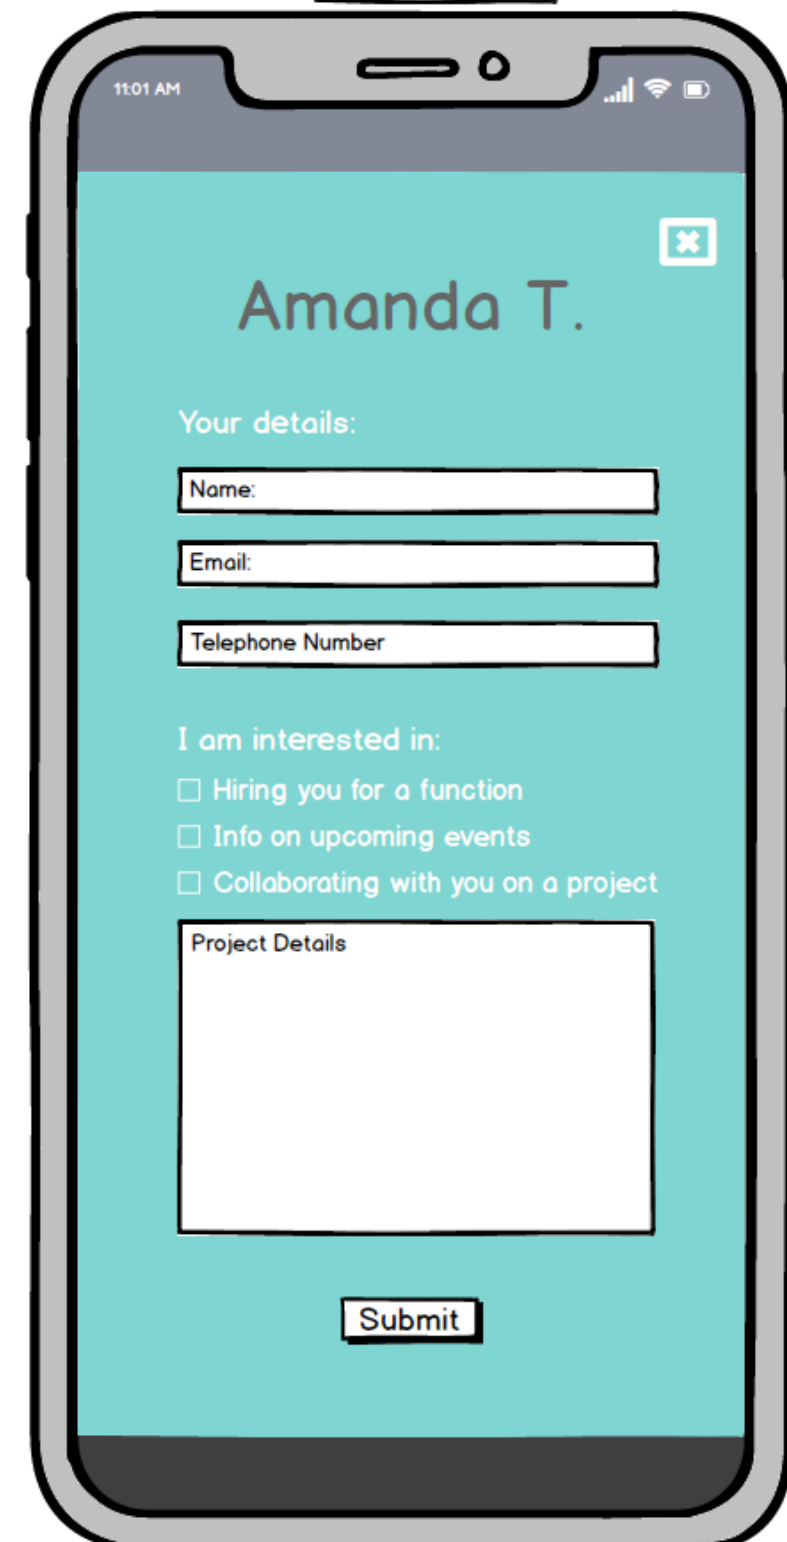 11:01 AM
Amanda T.
Your details:
Name:
Email:
Telephone Number
I am interested in:
Hiring you for a function
Info on upcoming events
Collaborating with you on a project
Project Details
Submit